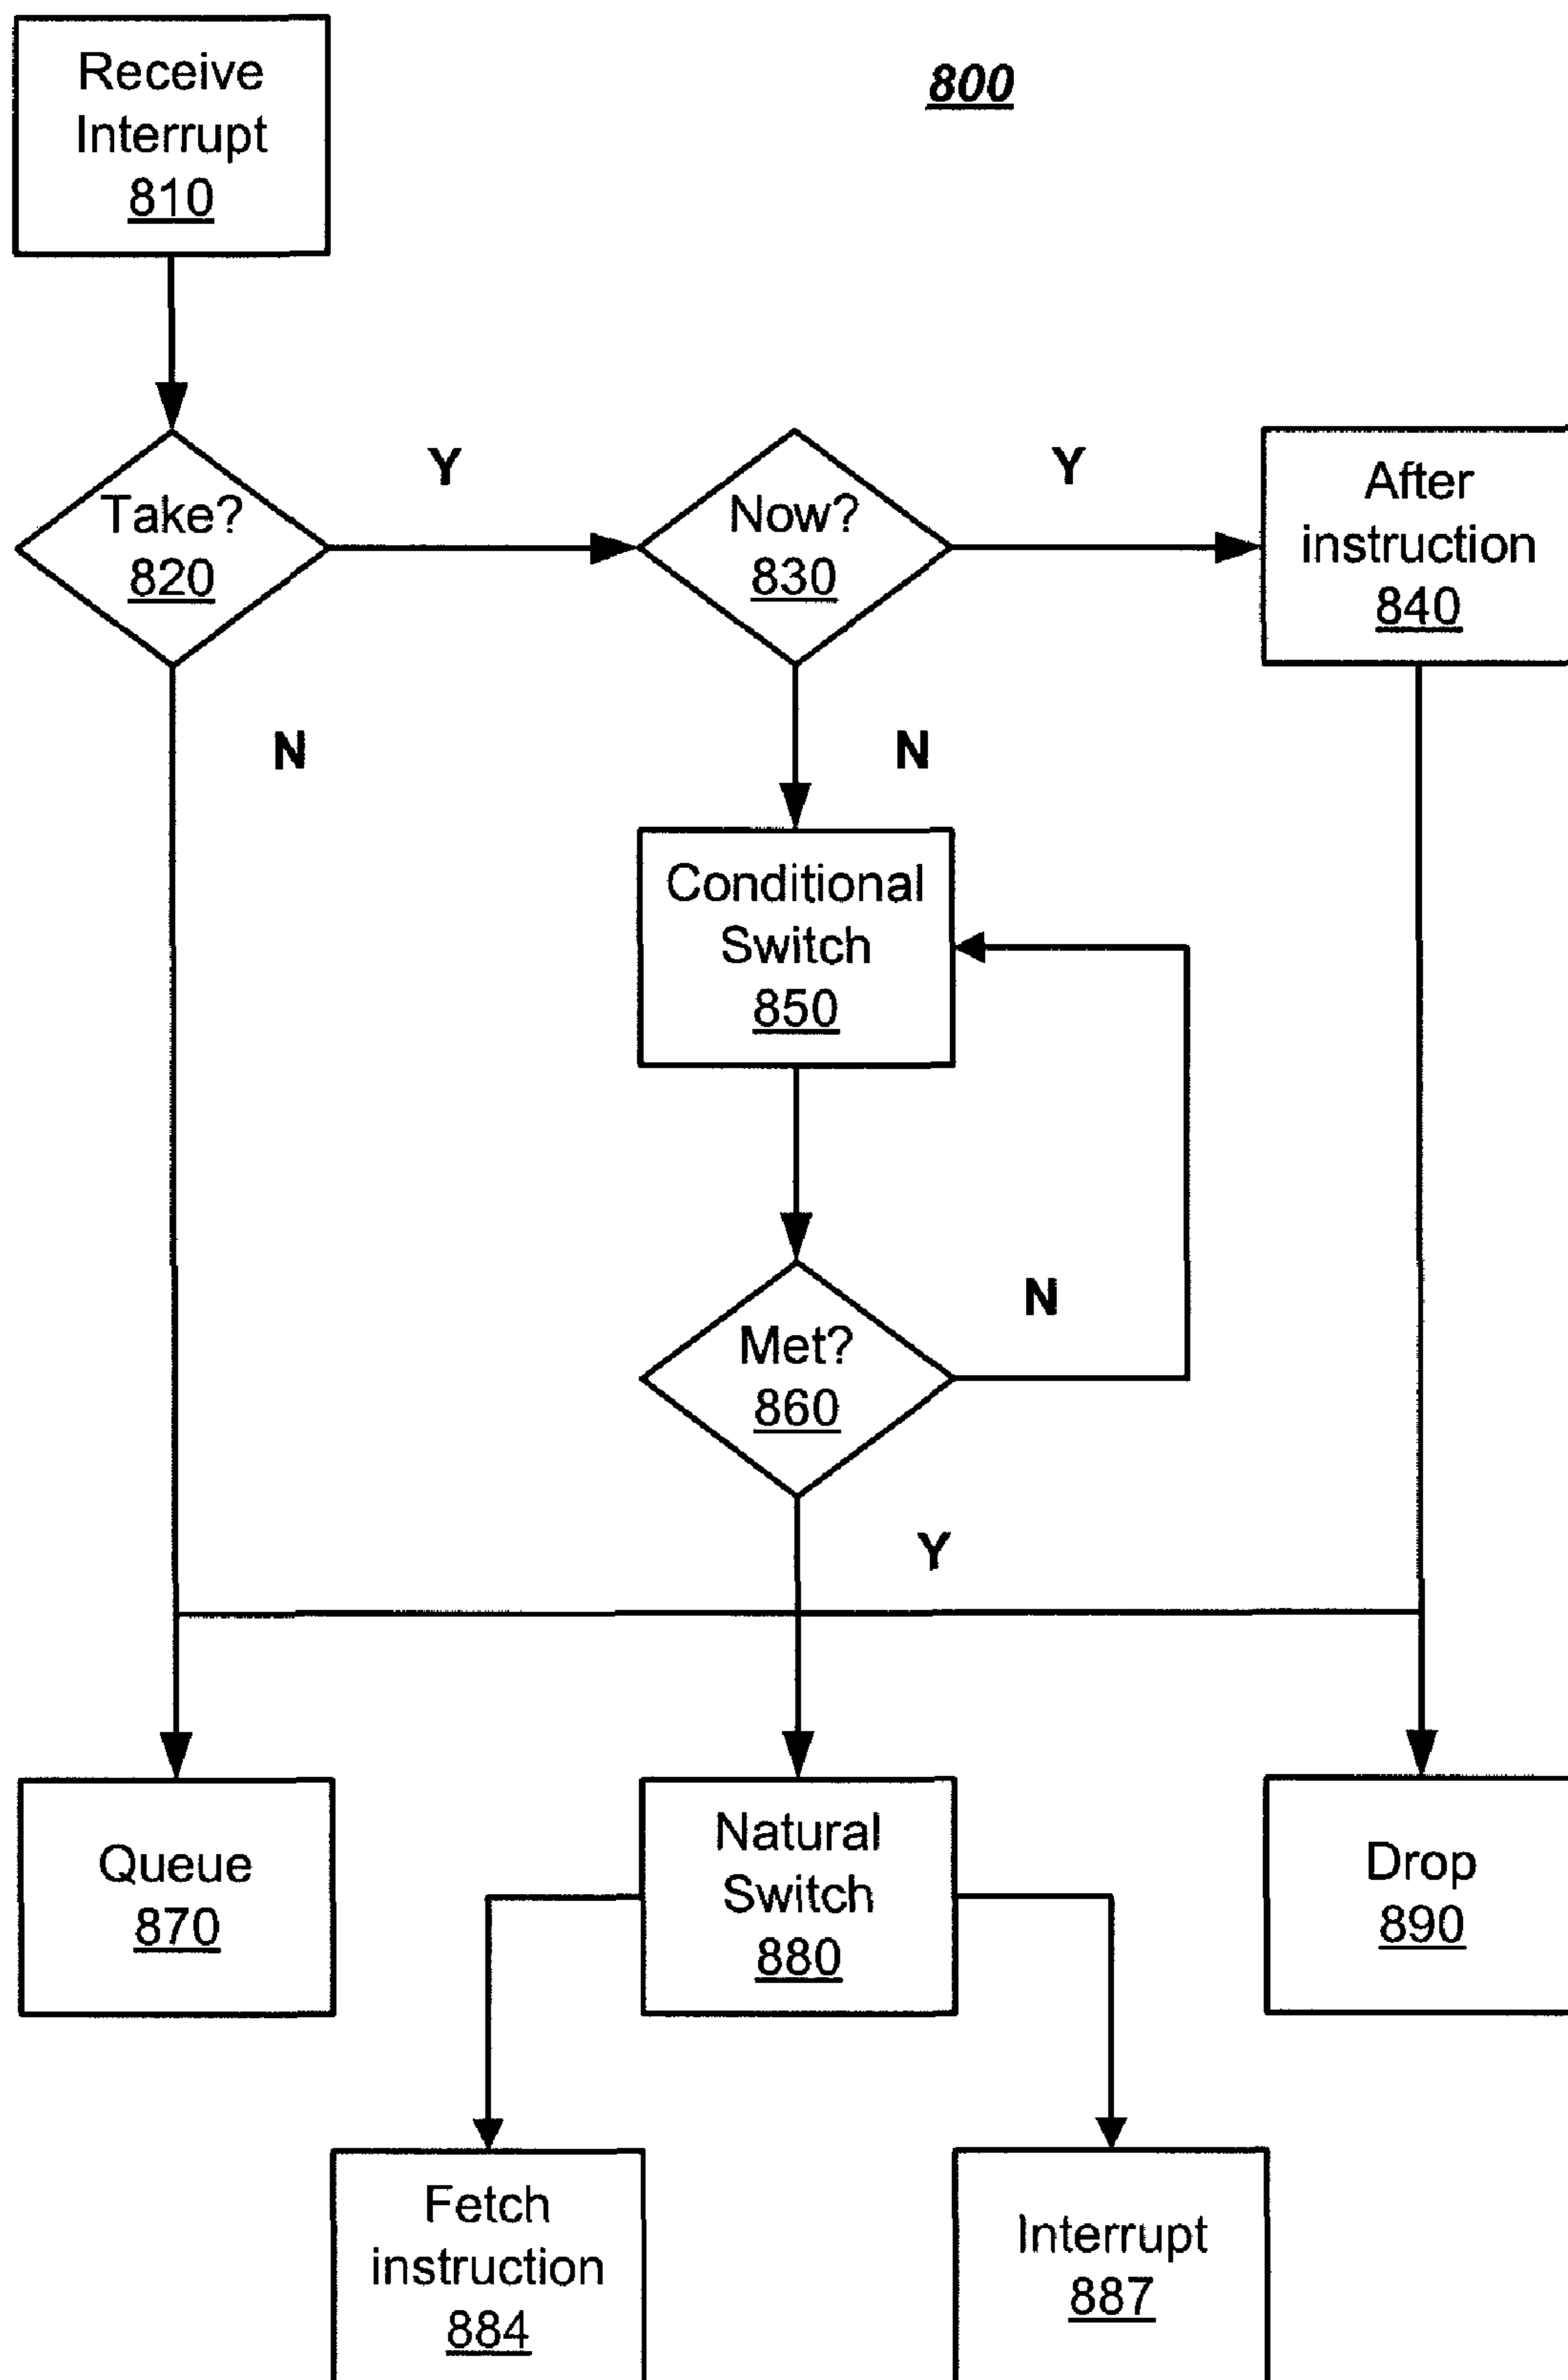 800
Receive
Interrupt
810
Take?
820
Y
Now?
830
Y
After
instruction
840
N
N
Conditional
Switch
850
Met?
860
N
Y
Queue
870
Natural
Switch
880
Drop
890
Fetch
instruction
884
Interrupt
887